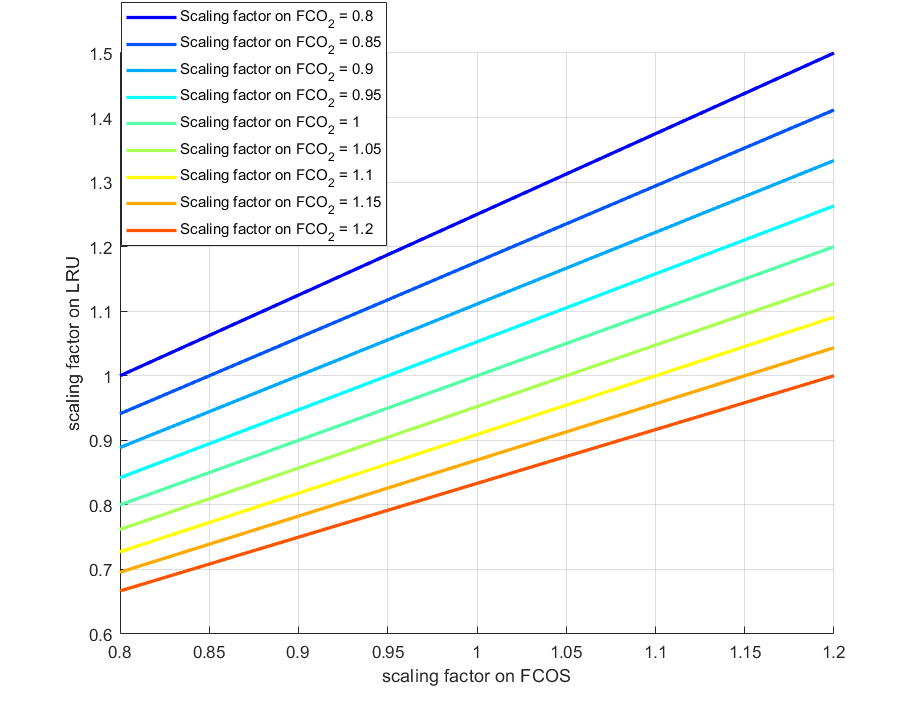 Scaling factor on FCO2 = 0.8
Scaling factor on FCO2 = 0.85
Scaling factor on FCO2 = 0.9
Scaling factor on FCO2 = 0.95
Scaling factor on FCO2 = 1
Scaling factor on FCO2 = 1.05
Scaling factor on FCO2 = 1.1
Scaling factor on FCO2 = 1.15
Scaling factor on FCO2 = 1.2
scaling factor on LRU
1.5
1.4
1.3
1.2
1.1
1
0.9
0.8
0.7
0.6
0.8 0.85 0.9 0.95 1 1.05 1.1 1.15 1.2
scaling factor on FCOS